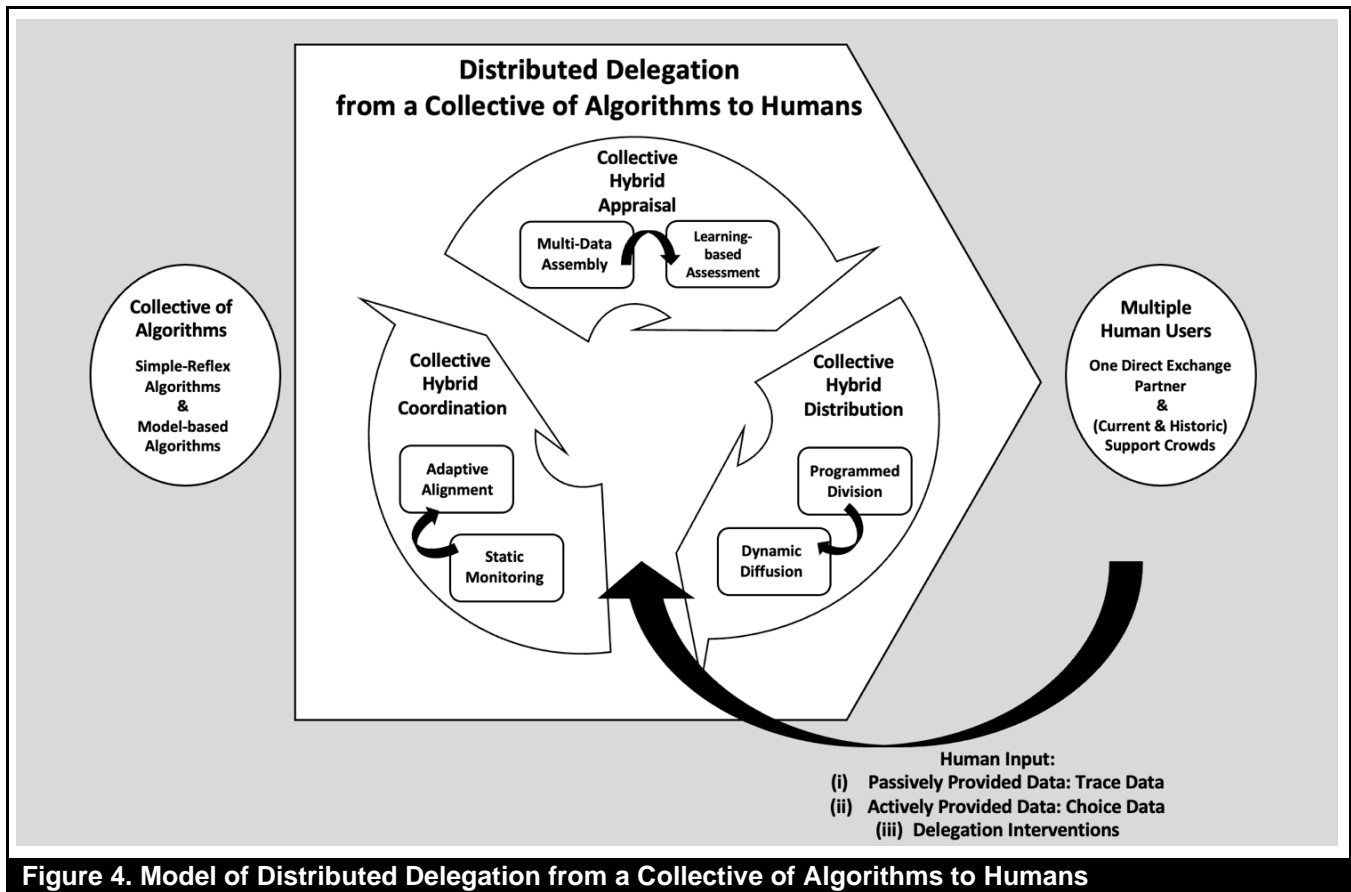 Distributed Delegation
from a Collective of Algorithms to Humans
Collective
Hybrid
Appraisal
Multi-Data
Assembly
Learning-
based
Assessment
Collective of
Algorithms
Simple-Reflex
Algorithms
&
Model-based
Algorithms
Collective
Hybrid
Coordination
Adaptive
Alignment
Static
Monitoring
Collective
Hybrid
Distribution
Programmed
Division
Dynamic
Diffusion
Multiple
Human Users
One Direct Exchange
Partner
&
(Current & Historic)
Support Crowds
Human Input:
(i) Passively Provided Data: Trace Data
(ii) Actively Provided Data: Choice Data
(iii) Delegation Interventions
Figure 4. Model of Distributed Delegation from a Collective of Algorithms to Humans